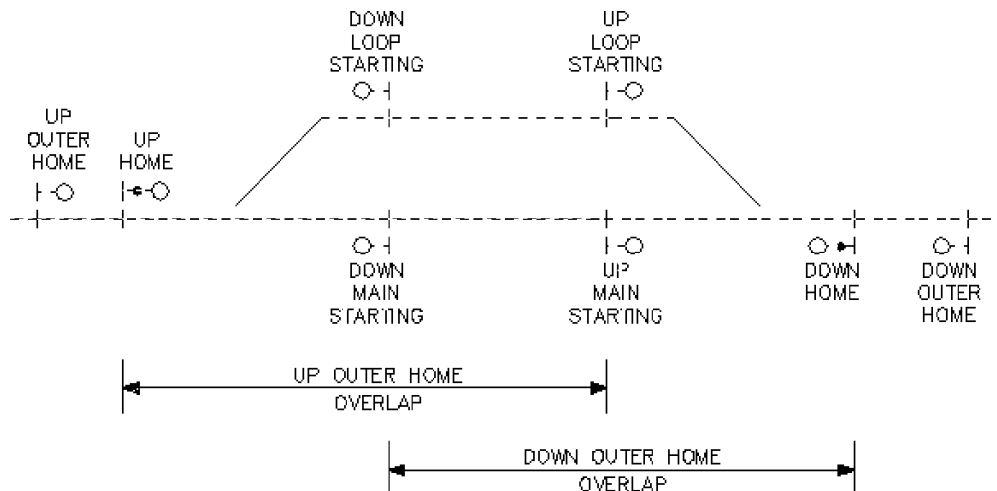 DOWN
LOOP
STARTING
UP
LOOP
STARTING
UP
OUTER
HOME
UP
HOME
DOWN
MAIN
STARTING
UP
MAIN
STARTING
DOWN
HOME
DOWN
OUTER
HOME
UP OUTER HOME
OVERLAP
DOWN OUTER HOME
OVERLAP